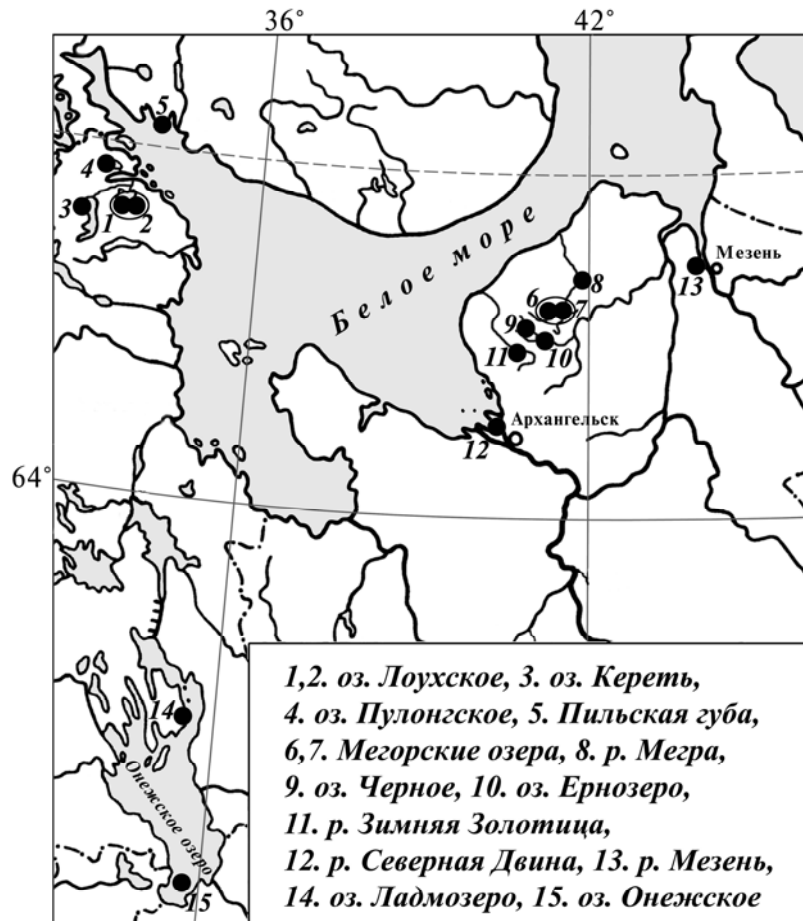 36° 42°
5
4
3
1 2
Белое море
Мезень
13
8
6 7
9
10
11
Архангельск
12
64°
14
Онежское озеро
15
1,2. оз. Лоухское, 3. оз. Кереть,
4. оз. Пулонгское, 5. Пильская губа,
6,7. Мегорские озера, 8. р. Мегра,
9. оз. Черное, 10. оз. Ернозеро,
11. р. Зимняя Золотица,
12. р. Северная Двина, 13. р. Мезень,
14. оз. Ладмозеро, 15. оз. Онежское